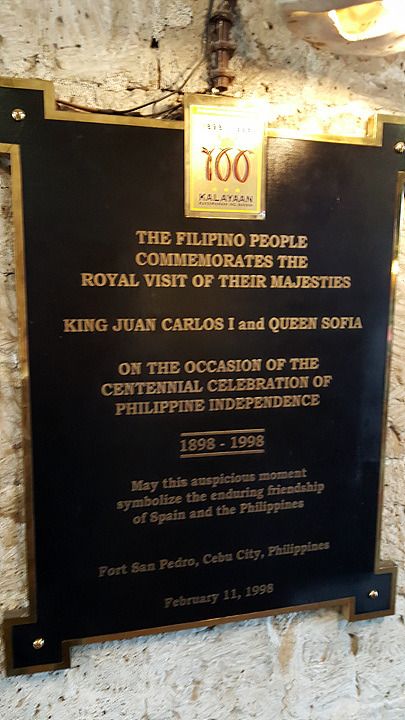 100
KALAYAAN
THE FILIPINO PEOPLE
COMMEMORATES THE
ROYAL VISIT OF THEIR MAJESTIES
KING JUAN CARLOS I and QUEEN SOFIA
ON THE OCCASION OF THE
CENTENNIAL CELEBRATION OF
PHILIPPINE INDEPENDENCE
1898 - 1998
May this auspicious moment
symbolize the enduring friendship
of Spain and the Philippines
Fort San Pedro, Cebu City, Philippines
February 11, 1998